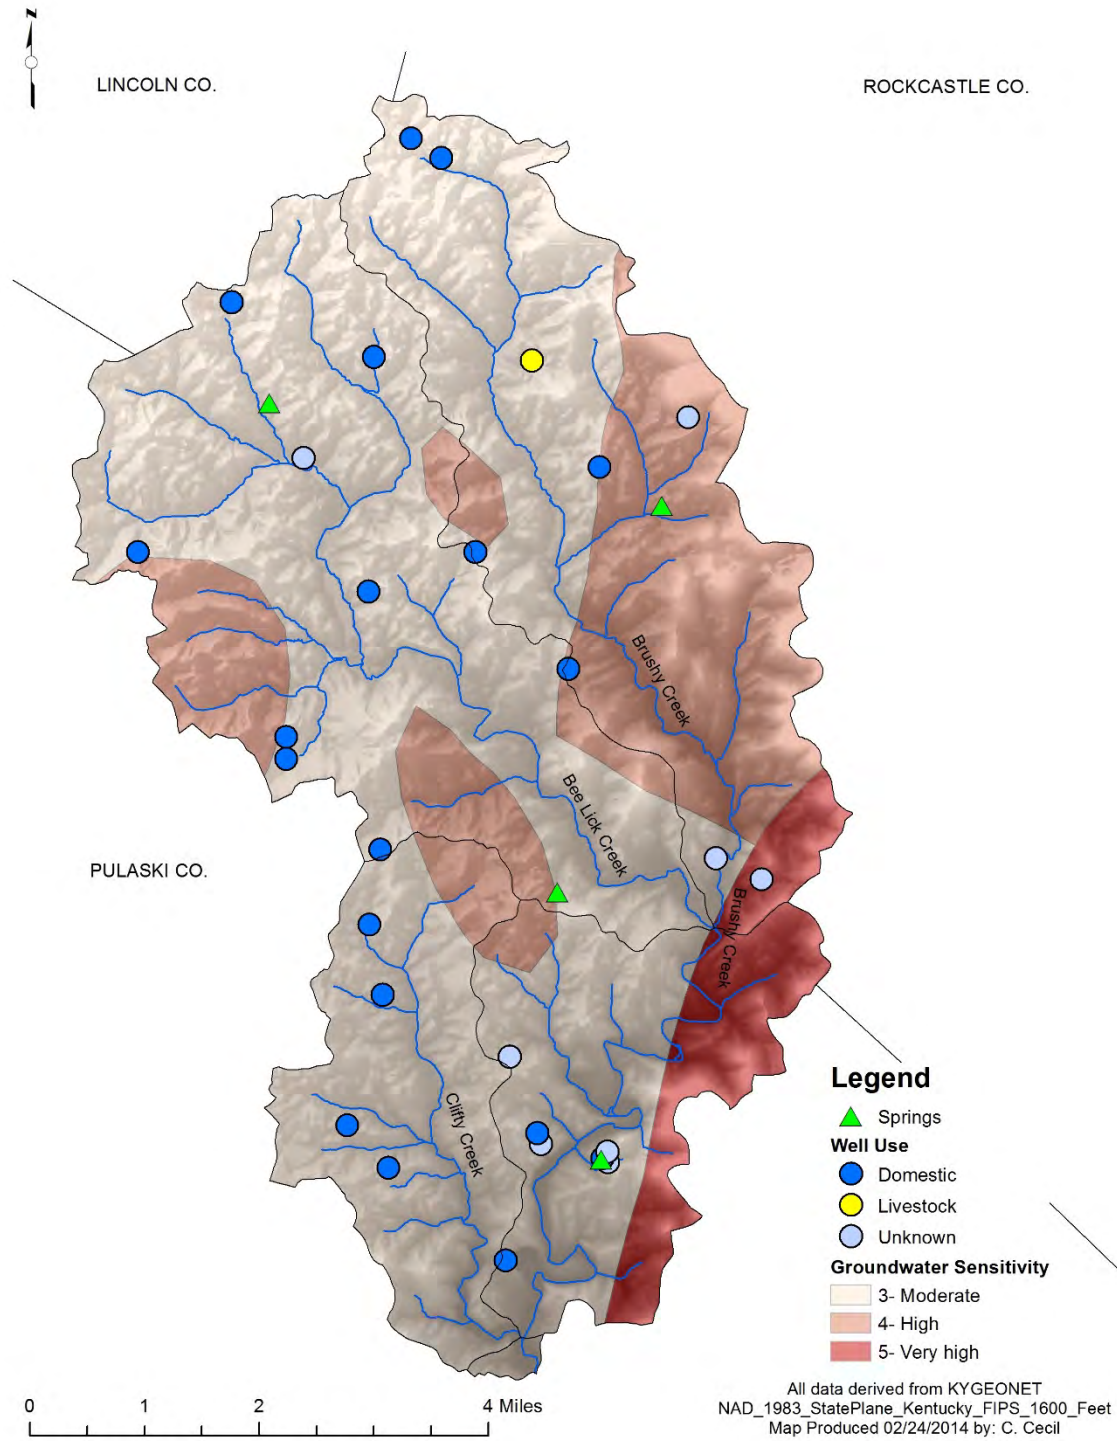 N
LINCOLN CO.
ROCKCASTLE CO.
Brushy Creek
Bee Lick Creek
PULASKI CO.
Brushy Creek
Clifty Creek
Legend
Springs
Well Use
Domestic
Livestock
Unknown
Groundwater Sensitivity
3- Moderate
4- High
5- Very high
All data derived from KYGEONET
NAD_1983_StatePlane_Kentucky_FIPS_1600_Feet
Map Produced 02/24/2014 by: C. Cecil
0 1 2 4 Miles